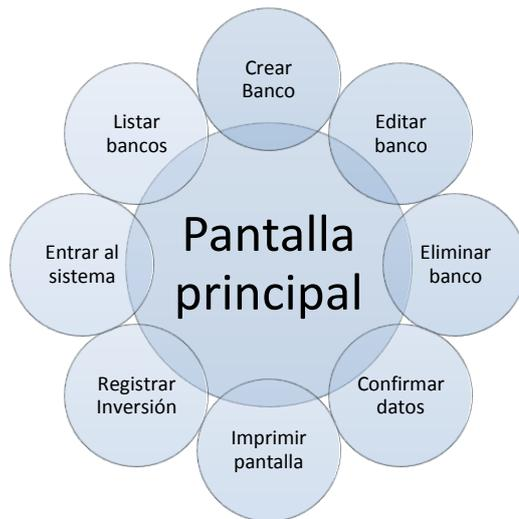 Crear
Banco
Listar
bancos
Editar
banco
Entrar al
sistema
Pantalla
principal
Eliminar
banco
Registrar
Inversión
Confirmar
datos
Imprimir
pantalla